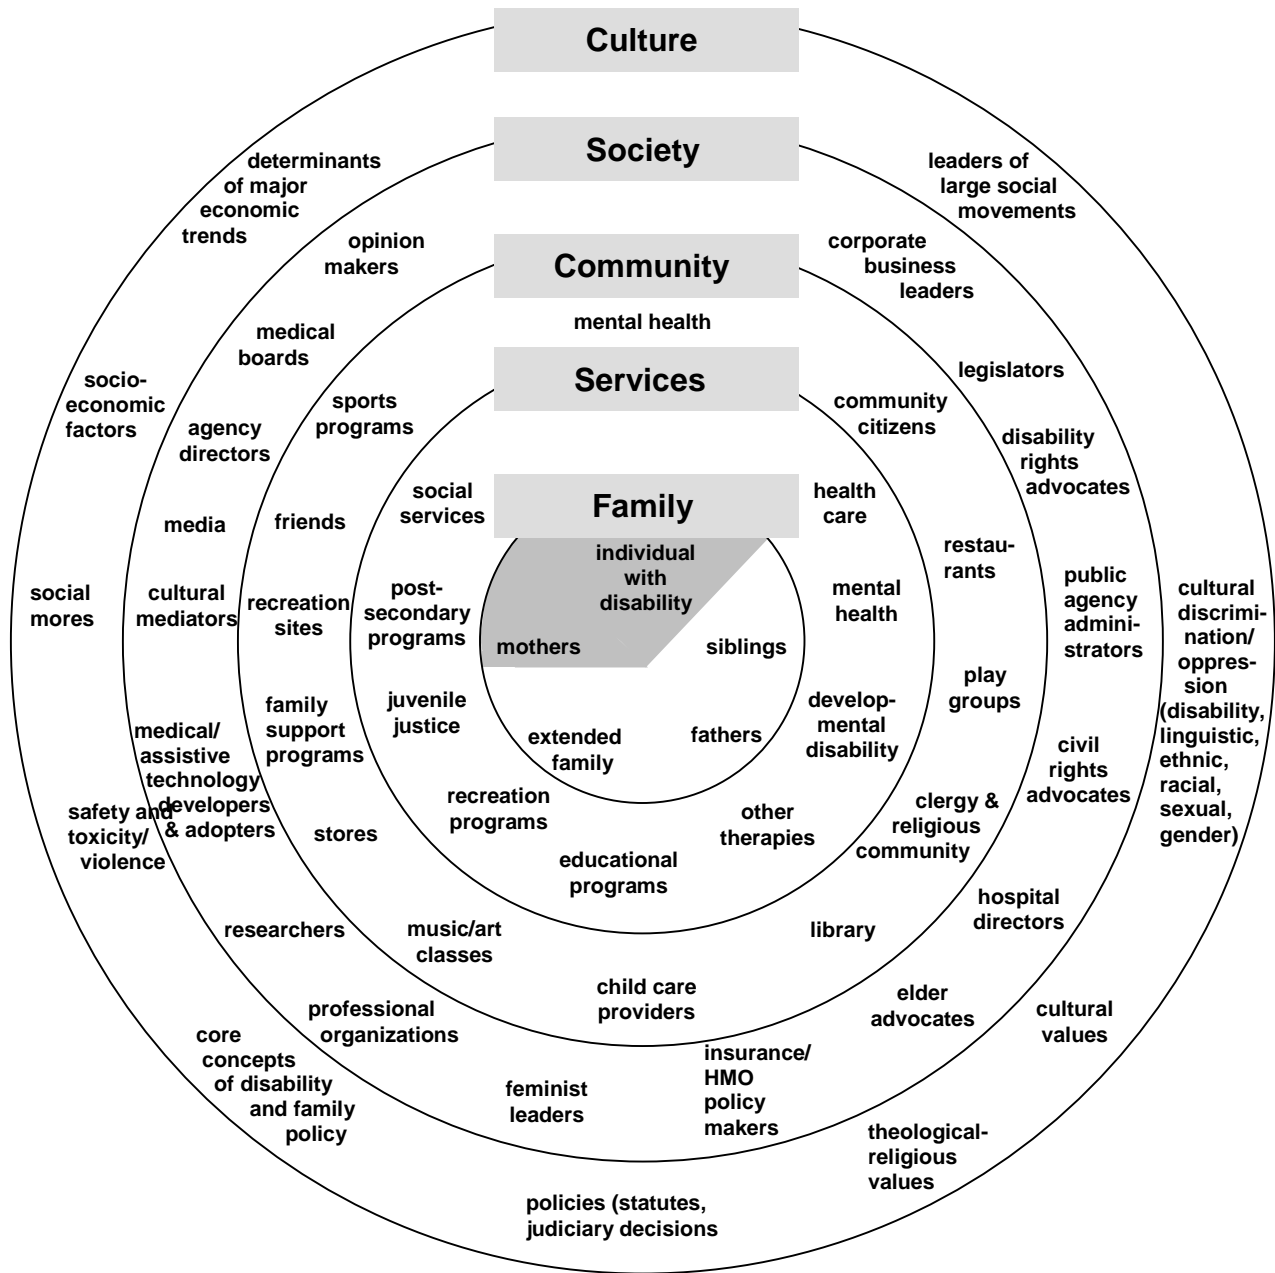 Culture
Society
Community
mental health
Services
Family
individual
with
disability
mothers
siblings
fathers
extended
family
social
services
post-
secondary
programs
juvenile
justice
recreation
programs
educational
programs
other
therapies
develop-
mental
disability
mental
health
health
care
sports
programs
friends
recreation
sites
family
support
programs
stores
music/art
classes
child care
providers
library
clergy &
religious
community
play
groups
restau-
rants
community
citizens
opinion
makers
medical
boards
agency
directors
media
cultural
mediators
medical/
assistive
technology
developers
& adopters
researchers
professional
organizations
feminist
leaders
insurance/
HMO
policy
makers
elder
advocates
hospital
directors
civil
rights
advocates
public
agency
admini-
strators
disability
rights
advocates
legislators
corporate
business
leaders
determinants
of major
economic
trends
socio-
economic
factors
social
mores
safety and
toxicity/
violence
core
concepts
of disability
and family
policy
policies (statutes,
judiciary decisions
theological-
religious
values
cultural
values
cultural
discrimi-
nation/
oppres-
sion
(disability,
linguistic,
ethnic,
racial,
sexual,
gender)
leaders of
large social
movements